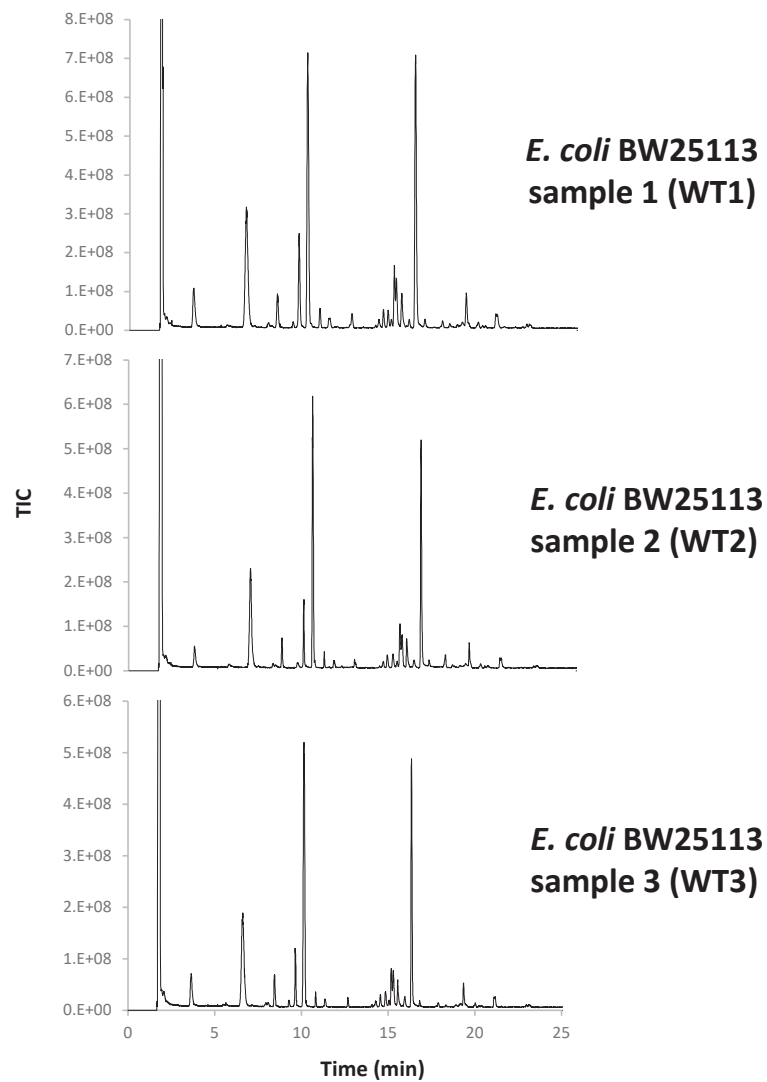 8.E+08
7.E+08
6.E+08
5.E+08
4.E+08
3.E+08
2.E+08
1.E+08
0.E+00
E. coli BW25113
sample 1 (WT1)
7.E+08
6.E+08
5.E+08
4.E+08
3.E+08
2.E+08
1.E+08
0.E+00
TIC
E. coli BW25113
sample 2 (WT2)
6.E+08
5.E+08
4.E+08
3.E+08
2.E+08
1.E+08
0.E+00
E. coli BW25113
sample 3 (WT3)
0 5 10 15 20 25
Time (min)